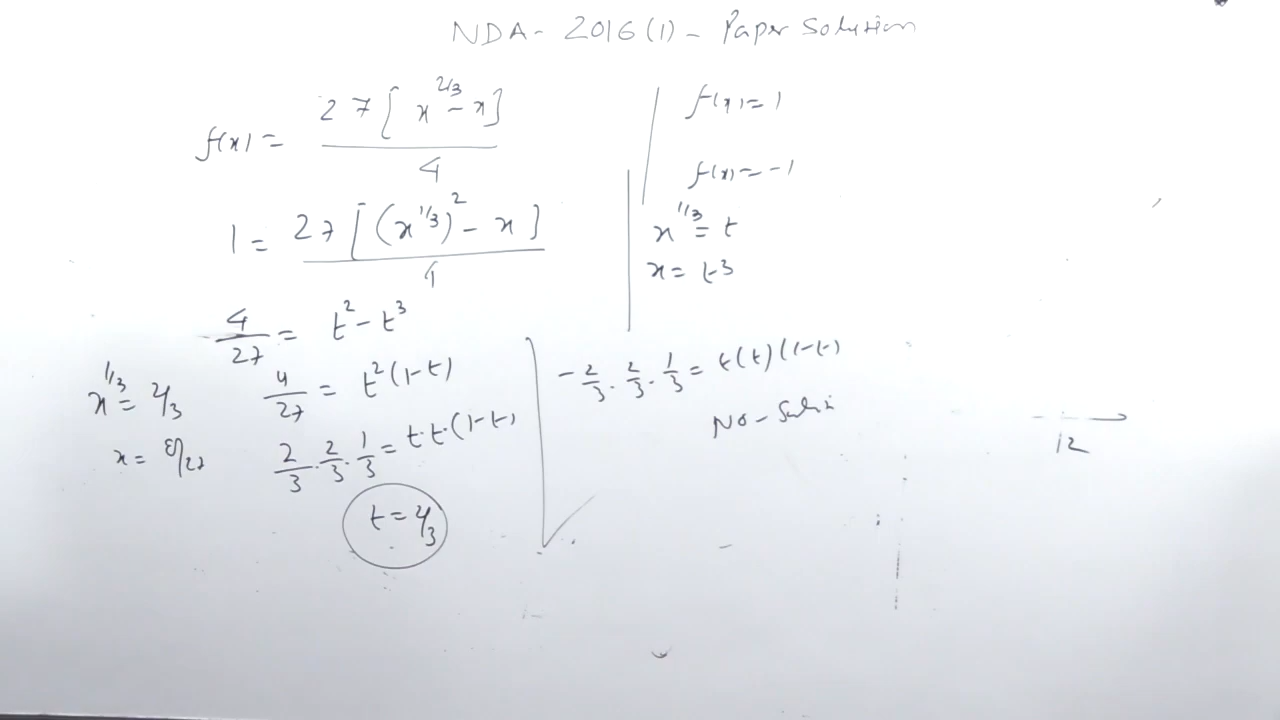 NDA - 2016 (1) - Paper Solution
f(x) = 27 [ x^2/3 - x ] / 4
f(x) = 1
f(x) = -1
1 = 27 [ (x^1/3)^2 - x ] / 4
x^1/3 = t
x = t3
4/27 = t^2 - t^3
4/27 = t^2 (1-t)
2/3 . 2/3 . 1/3 = t.t.(1-t)
t = 2/3
x^1/3 = 2/3
x = 8/27
- 2/3 . 2/3 . 1/3 = t(t)(1-t)
No -
12